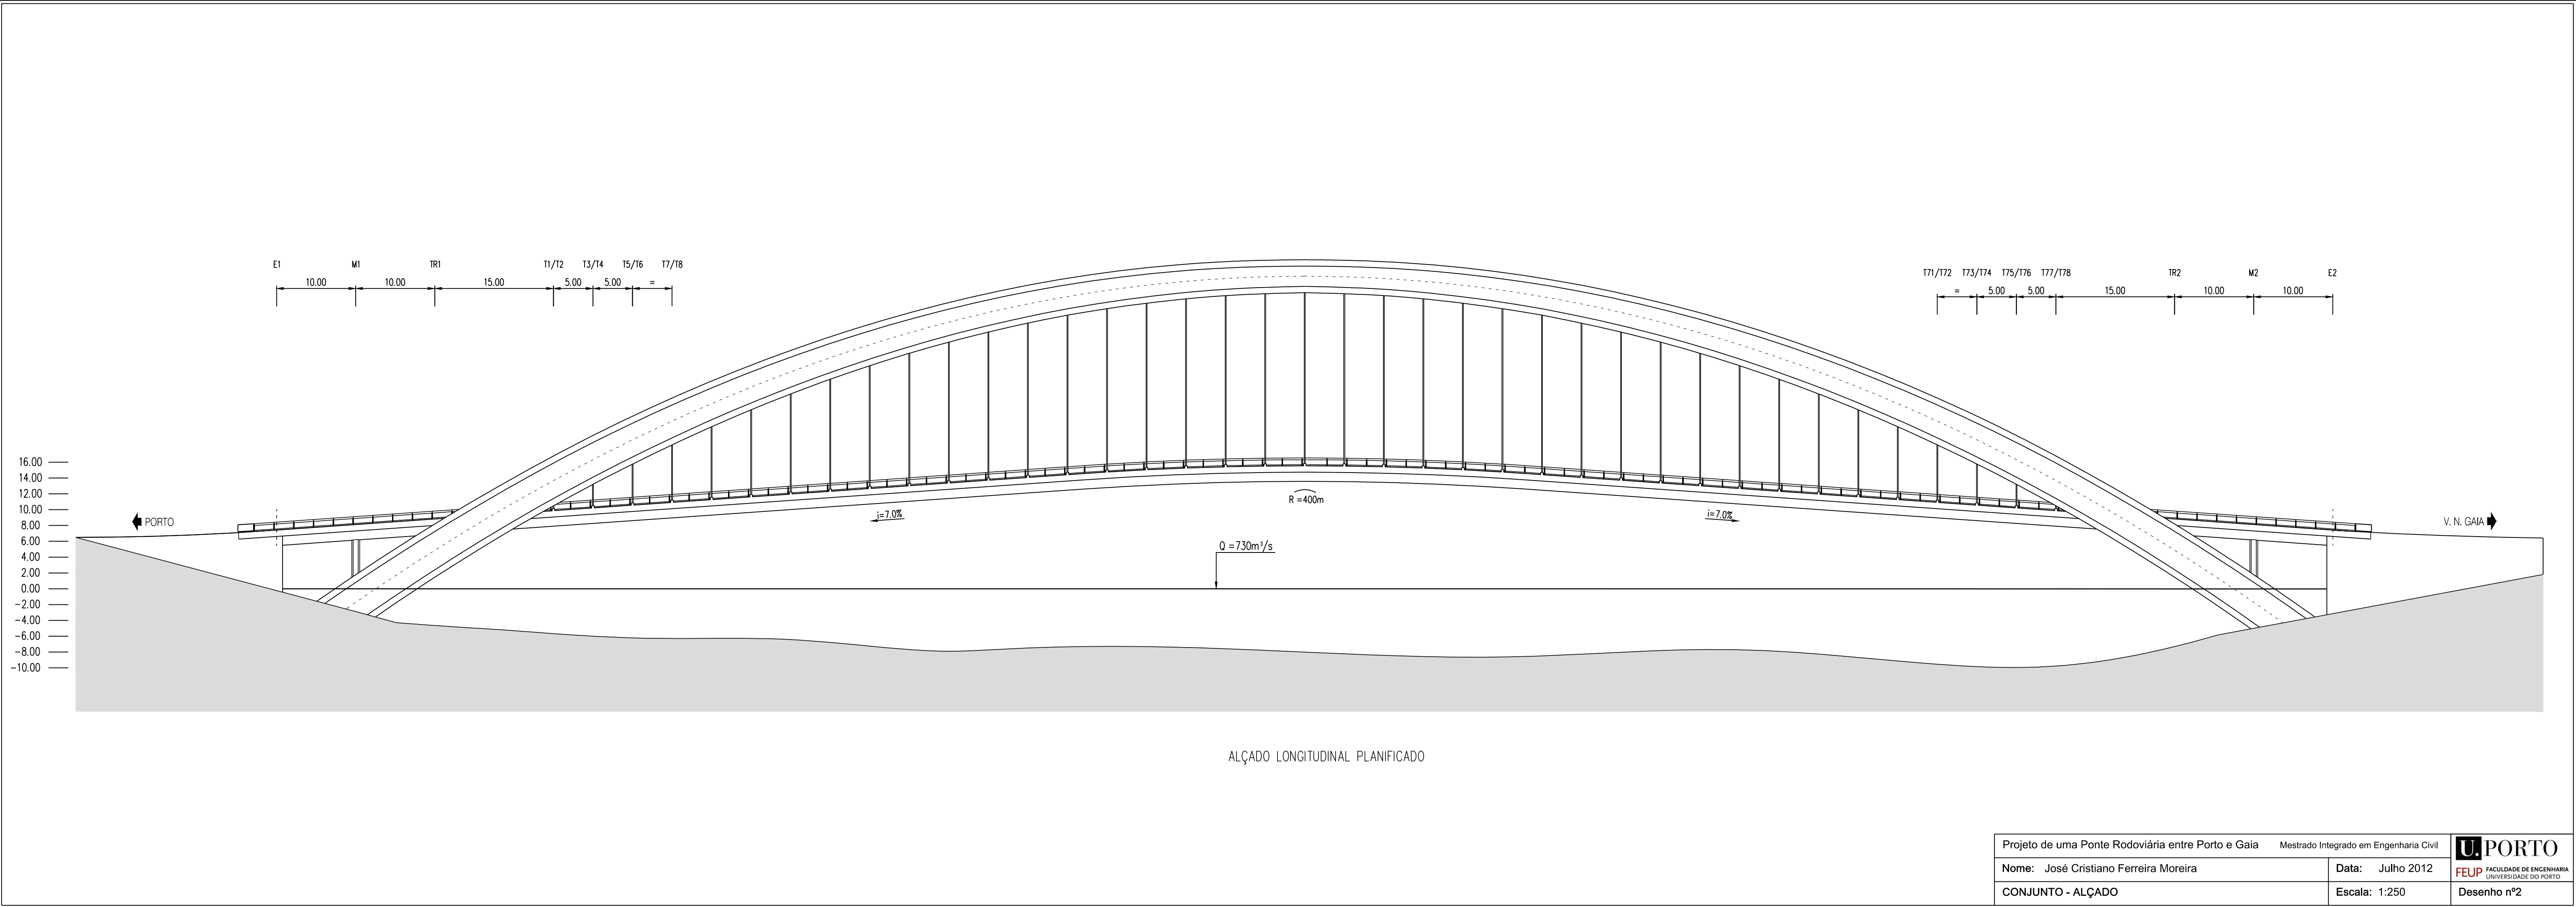 E1 M1 TR1 T1/T2 T3/T4 T5/T6 T7/T8
10.00 10.00 15.00 5.00 5.00 =
T71/T72 T73/T74 T75/T76 T77/T78 TR2 M2 E2
= 5.00 5.00 15.00 10.00 10.00
16.00
14.00
12.00
10.00
8.00
6.00
4.00
2.00
0.00
-2.00
-4.00
-6.00
-8.00
-10.00
PORTO
i=7.0%
R =400m
i=7.0%
V. N. GAIA
Q =730m³/s
ALÇADO LONGITUDINAL PLANIFICADO
Projeto de uma Ponte Rodoviária entre Porto e Gaia Mestrado Integrado em Engenharia Civil
Nome: José Cristiano Ferreira Moreira
Data: Julho 2012
CONJUNTO - ALÇADO
Escala: 1:250
U. PORTO
FEUP FACULDADE DE ENGENHARIA
UNIVERSIDADE DO PORTO
Desenho nº2